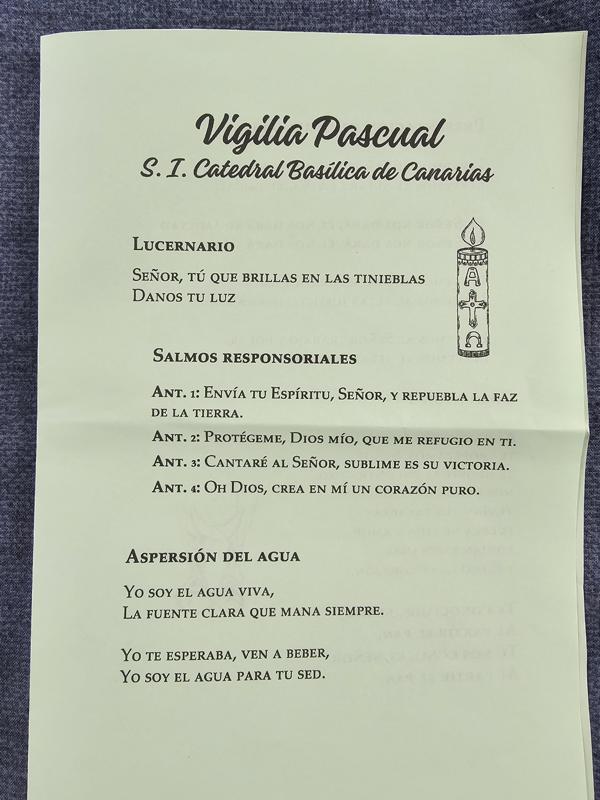 Vigilia Pascual
S. I. Catedral Basílica de Canarias
Lucernario
Señor, tú que brillas en las tinieblas
Danos tu luz
Α
Ω
Salmos responsoriales
Ant. 1: Envía tu Espíritu, Señor, y repuebla la faz
de la tierra.
Ant. 2: Protégeme, Dios mío, que me refugio en ti.
Ant. 3: Cantaré al Señor, sublime es su victoria.
Ant. 4: Oh Dios, crea en mí un corazón puro.
Aspersión del agua
Yo soy el agua viva,
La fuente clara que mana siempre.
Yo te esperaba, ven a beber,
Yo soy el agua para tu sed.